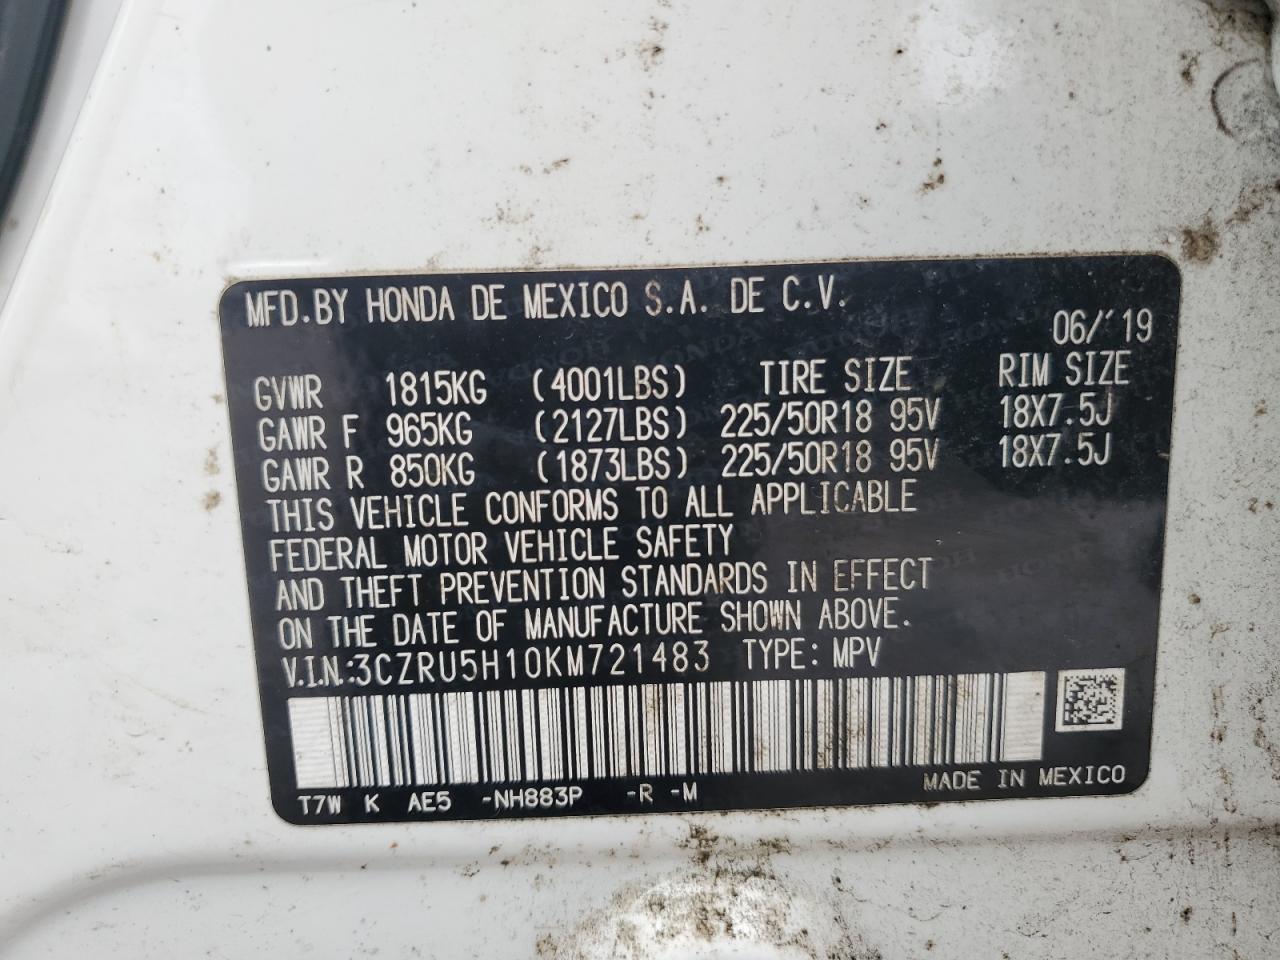 MFD.BY HONDA DE MEXICO S.A. DE C.V.
06/'19
GVWR 1815KG (4001LBS) TIRE SIZE RIM SIZE
GAWR F 965KG (2127LBS) 225/50R18 95V 18X7.5J
GAWR R 850KG (1873LBS) 225/50R18 95V 18X7.5J
THIS VEHICLE CONFORMS TO ALL APPLICABLE
FEDERAL MOTOR VEHICLE SAFETY
AND THEFT PREVENTION STANDARDS IN EFFECT
ON THE DATE OF MANUFACTURE SHOWN ABOVE.
V.I.N.:3CZRU5H10KM721483 TYPE: MPV
T7W K AE5 -NH883P -R -M MADE IN MEXICO